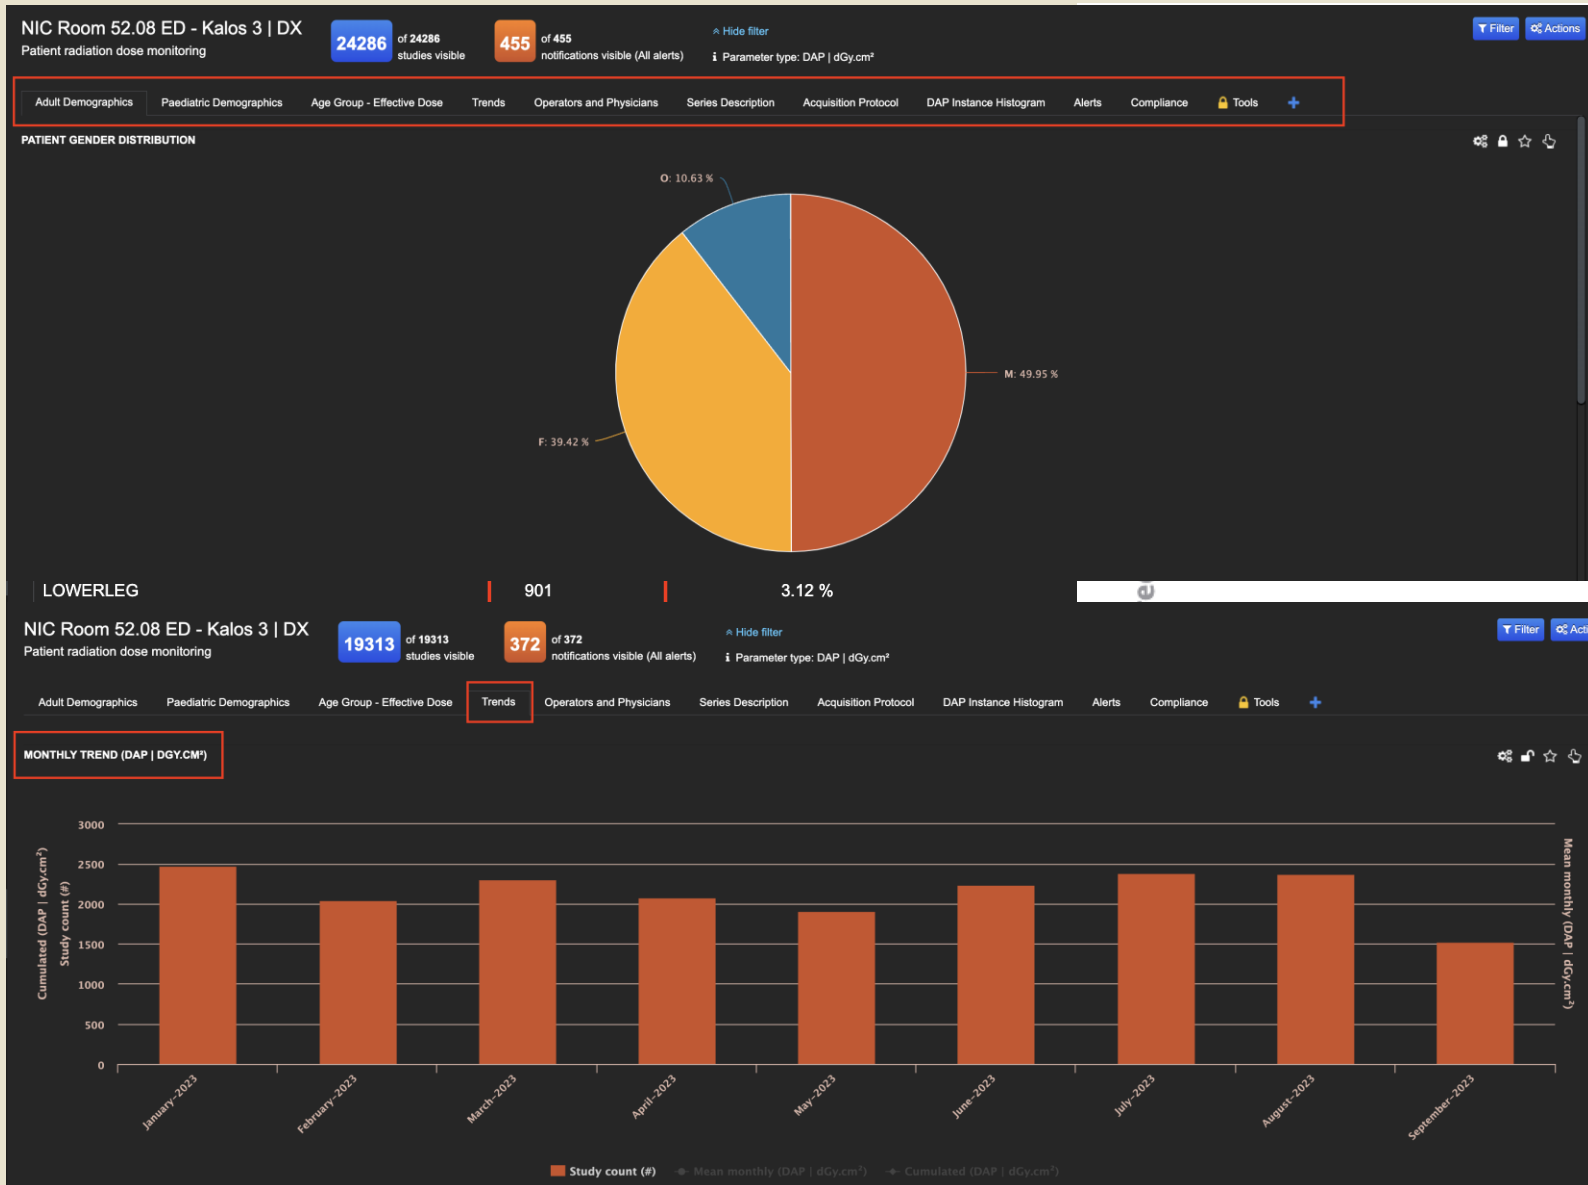 NIC Room 52.08 ED - Kalos 3 | DX
Patient radiation dose monitoring
24286 of 24286
studies visible
455 of 455
notifications visible (All alerts)
Hide filter
Parameter type: DAP | dGy.cm²
Filter
Actions
Adult Demographics Paediatric Demographics Age Group - Effective Dose Trends Operators and Physicians Series Description Acquisition Protocol DAP Instance Histogram Alerts Compliance Tools
PATIENT GENDER DISTRIBUTION
O: 10.63 %
M: 49.95 %
F: 39.42 %
LOWERLEG 901 3.12 %
NIC Room 52.08 ED - Kalos 3 | DX
Patient radiation dose monitoring
19313 of 19313
studies visible
372 of 372
notifications visible (All alerts)
Hide filter
Parameter type: DAP | dGy.cm²
Filter
Acti
Adult Demographics Paediatric Demographics Age Group - Effective Dose Trends Operators and Physicians Series Description Acquisition Protocol DAP Instance Histogram Alerts Compliance Tools
MONTHLY TREND (DAP | DGY.CM²)
Cumulated (DAP | dGy.cm²)
Study count (#)
3000
2500
2000
1500
1000
500
0
Mean monthly (DAP | dGy.cm²)
January-2023
February-2023
March-2023
April-2023
May-2023
June-2023
July-2023
August-2023
September-2023
Study count (#) Mean monthly (DAP | dGy.cm²) Cumulated (DAP | dGy.cm²)